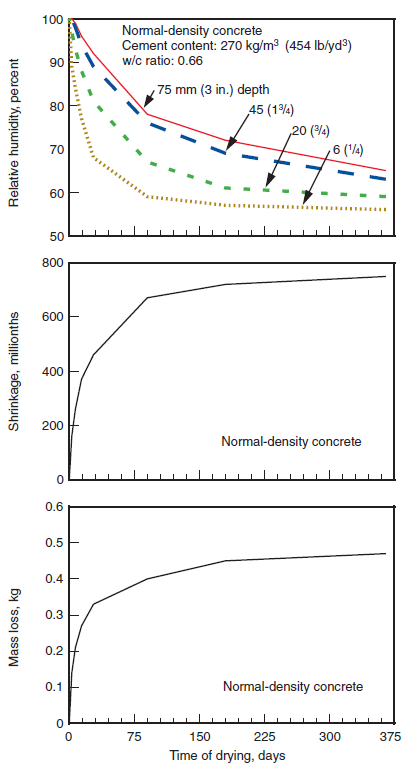 100
90
80
70
60
50
Relative humidity, percent
Normal-density concrete
Cement content: 270 kg/m³ (454 lb/yd³)
w/c ratio: 0.66
75 mm (3 in.) depth
45 (1³/₄)
20 (³/₄)
6 (¹/₄)
800
600
400
200
0
Shrinkage, millionths
Normal-density concrete
0.6
0.5
0.4
0.3
0.2
0.1
0
Mass loss, kg
Normal-density concrete
0 75 150 225 300 375
Time of drying, days